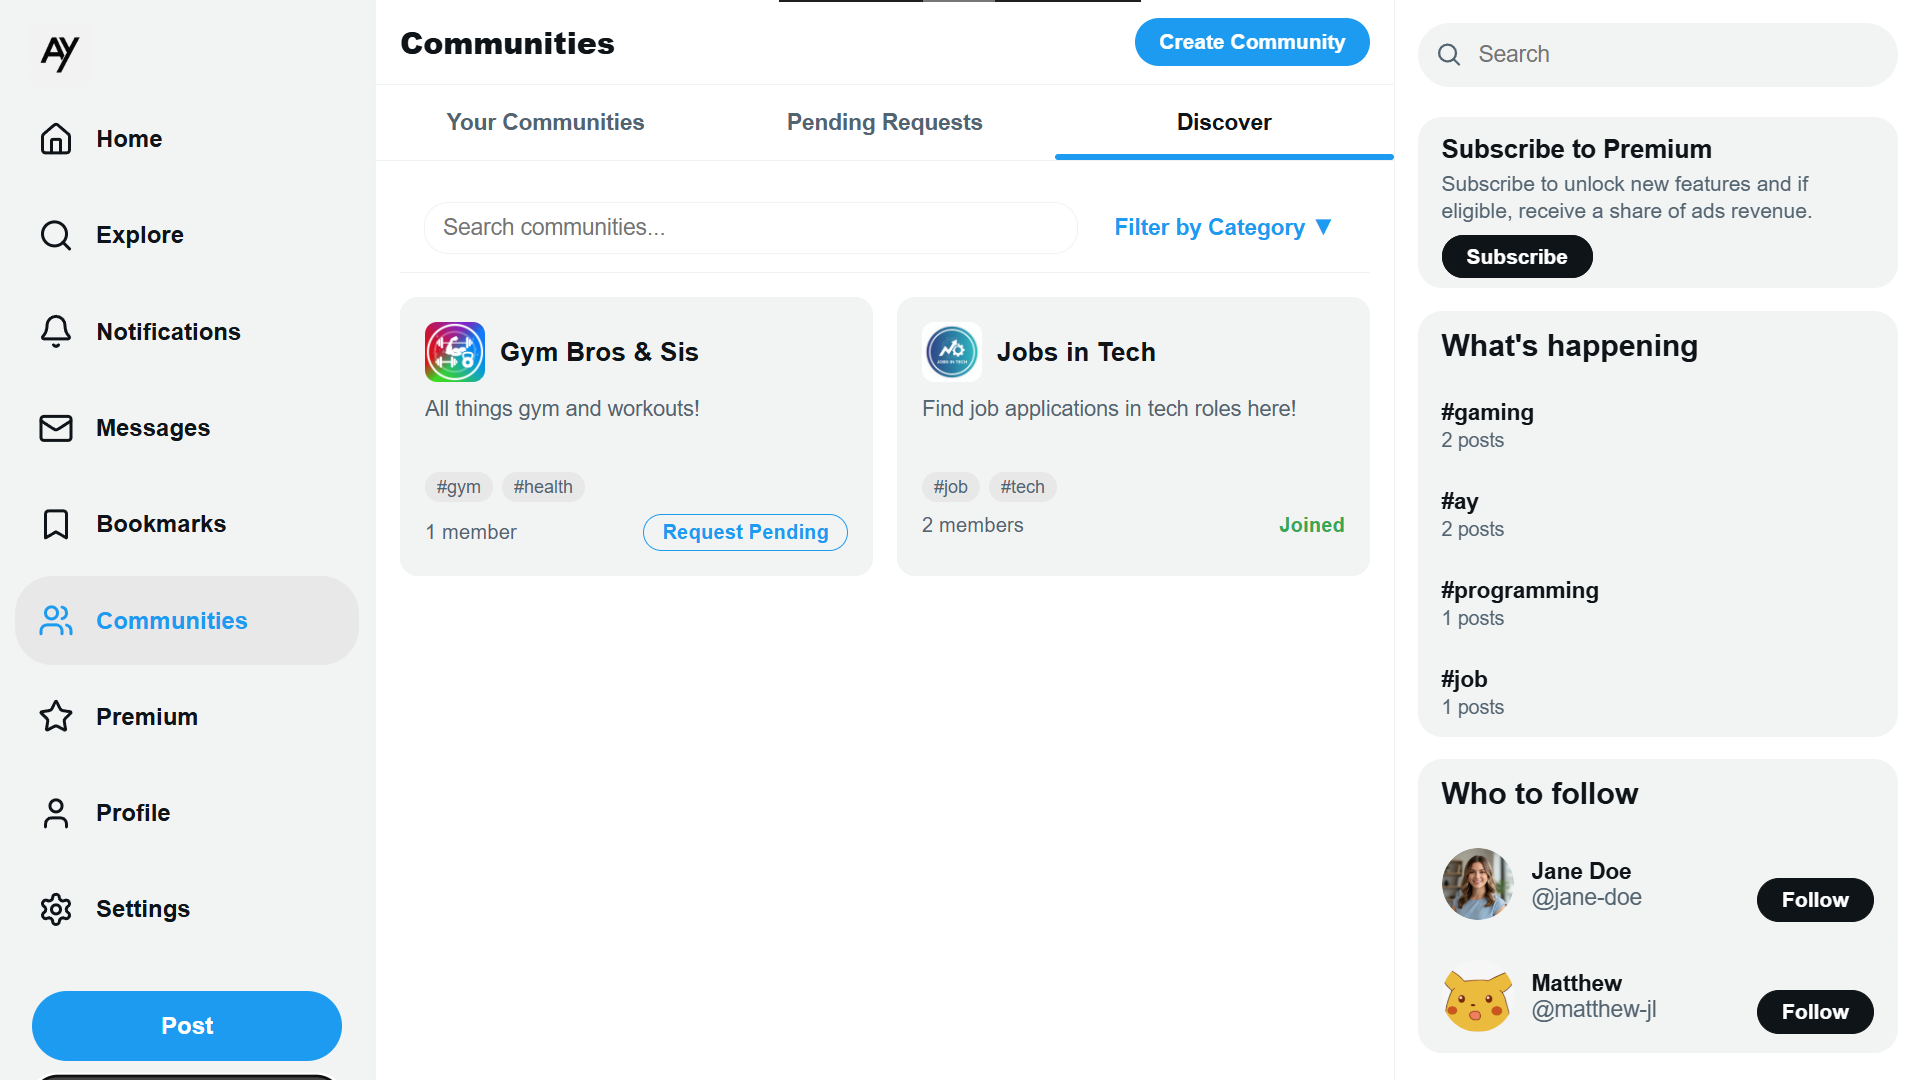 AY
Home
Explore
Notifications
Messages
Bookmarks
Communities
Premium
Profile
Settings
Post
Communities
Create Community
Your Communities
Pending Requests
Discover
Search communities...
Filter by Category ▼
Gym Bros & Sis
All things gym and workouts!
#gym
#health
1 member
Request Pending
JOBS IN TECH
Jobs in Tech
Find job applications in tech roles here!
#job
#tech
2 members
Joined
Search
Subscribe to Premium
Subscribe to unlock new features and if
eligible, receive a share of ads revenue.
Subscribe
What's happening
#gaming
2 posts
#ay
2 posts
#programming
1 posts
#job
1 posts
Who to follow
Jane Doe
@jane-doe
Follow
Matthew
@matthew-jl
Follow